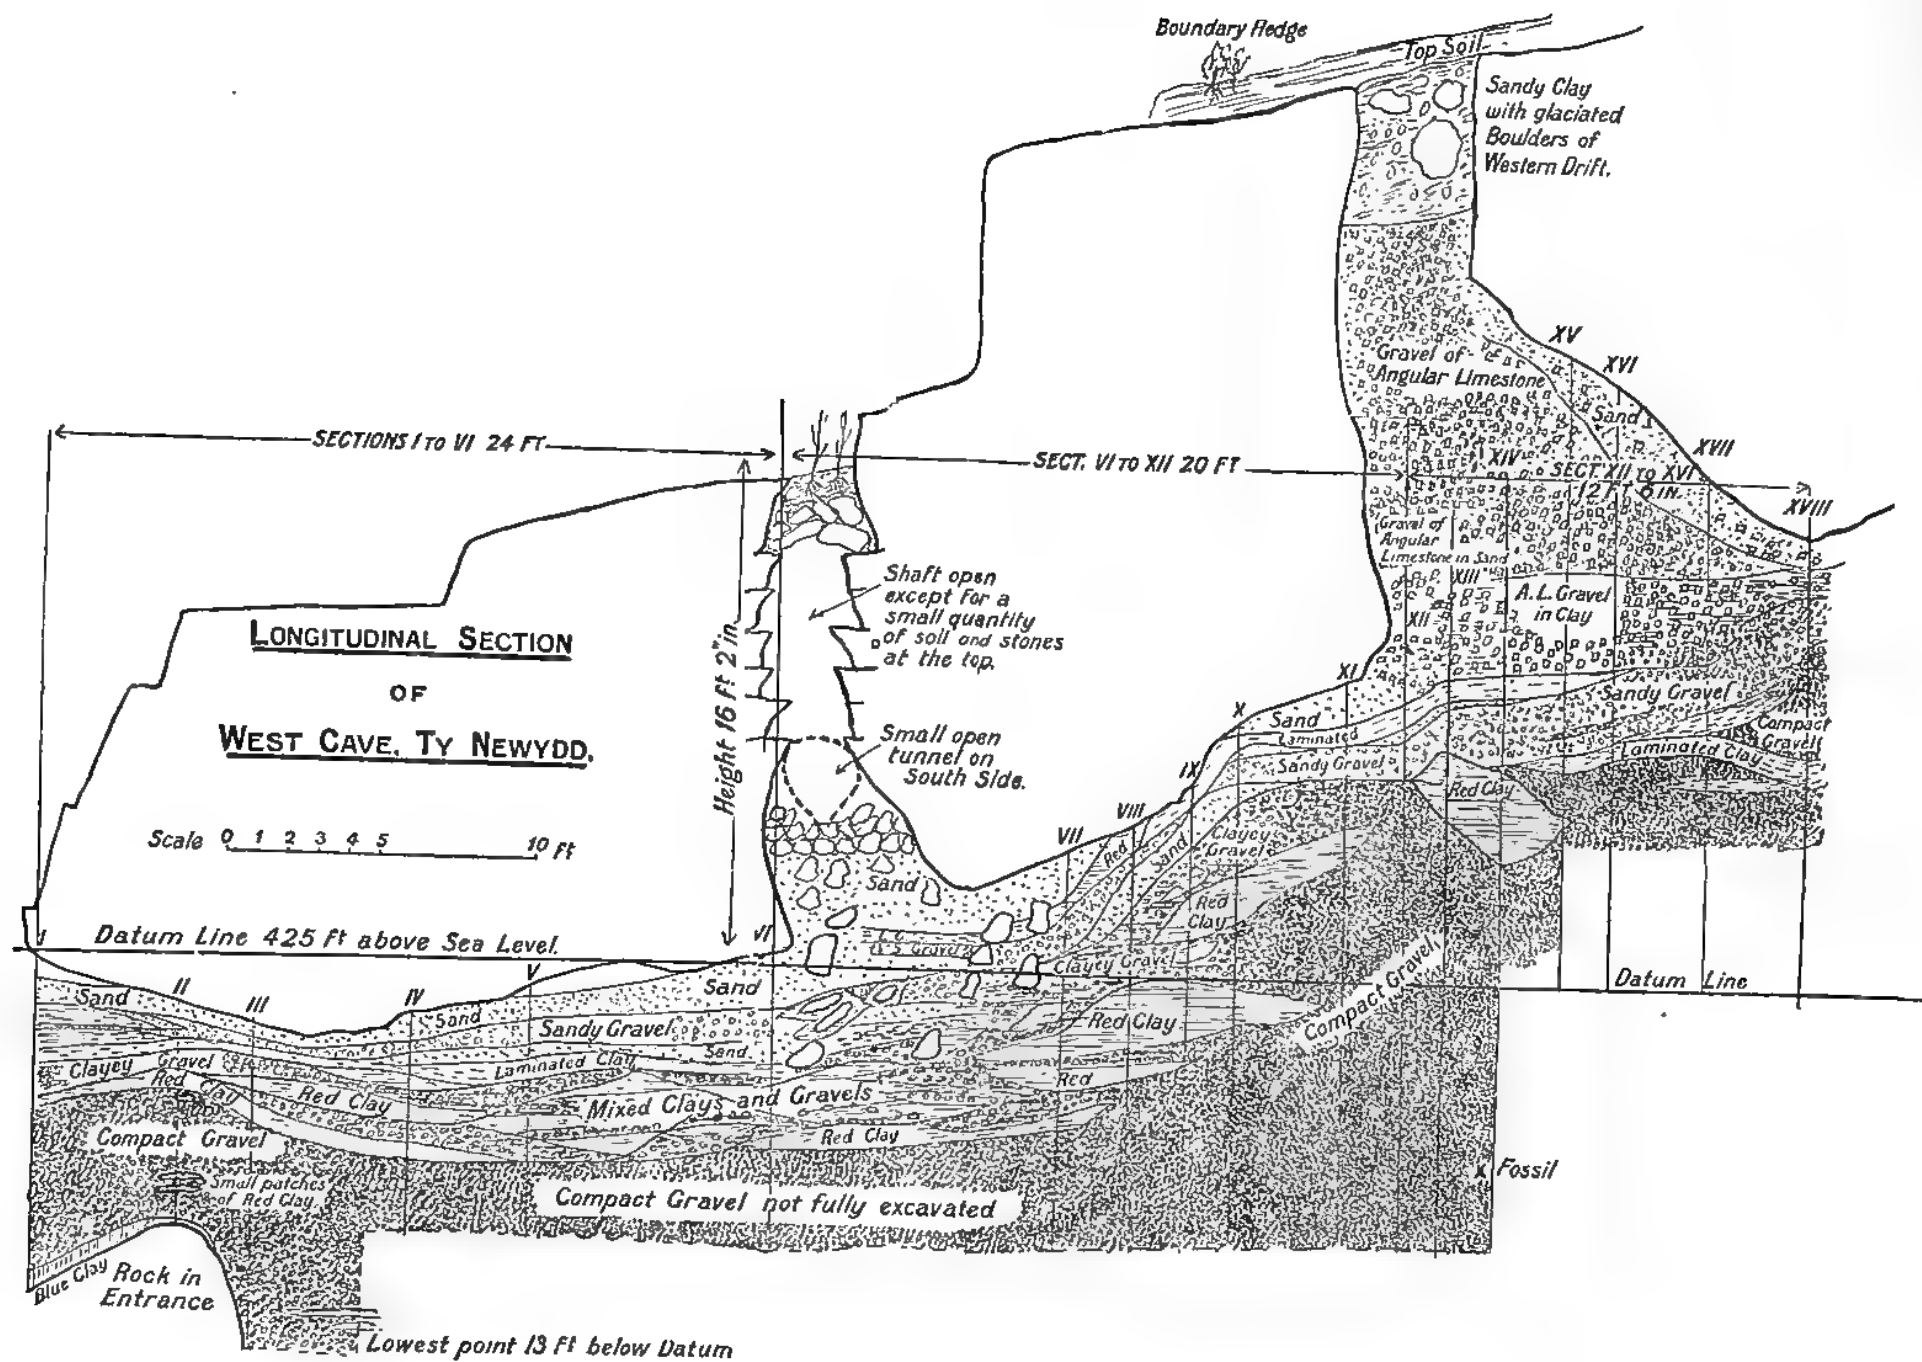 Boundary Hedge
Top Soil
Sandy Clay
with glaciated
Boulders of
Western Drift.
XV
XVI
Gravel of
Angular Limestone
Sand
XVII
SECTIONS I TO VI 24 FT
SECT. VI TO XII 20 FT
XIV
SECT. XII TO XVI
12 FT 6 IN
XVIII
Gravel of
Angular
Limestone in Sand
Shaft open
except for a
small quantity
of soil and stones
at the top.
XIII
A.L. Gravel
in Clay
XII
LONGITUDINAL SECTION
OF
WEST CAVE, TY NEWYDD.
Height 16 ft 2" in.
XI
Sandy Gravel
X
Sand
Laminated
Compact
Gravel
Laminated Clay
Small open
tunnel on
South Side.
Sandy Gravel
IX
Red Clay
Scale 0 1 2 3 4 5 10 Ft
VIII
VII
Red
Sand
Clayey
Gravel
Sand
Red
Clay
Datum Line 425 ft above Sea Level.
I
VI
Gravel
Clayey Gravel
Compact Gravel,
V
II
III
IV
Sand
Sand
Sand
Datum Line
Sandy Gravel
Sand
Red Clay
Laminated Clay
Clayey Gravel
Red
Clay
Red Clay
Red
Mixed Clays and Gravels
Red Clay
Compact Gravel
Small patches
of Red Clay
x Fossil
Compact Gravel not fully excavated
Blue Clay
Rock in
Entrance
Lowest point 13 Ft below Datum